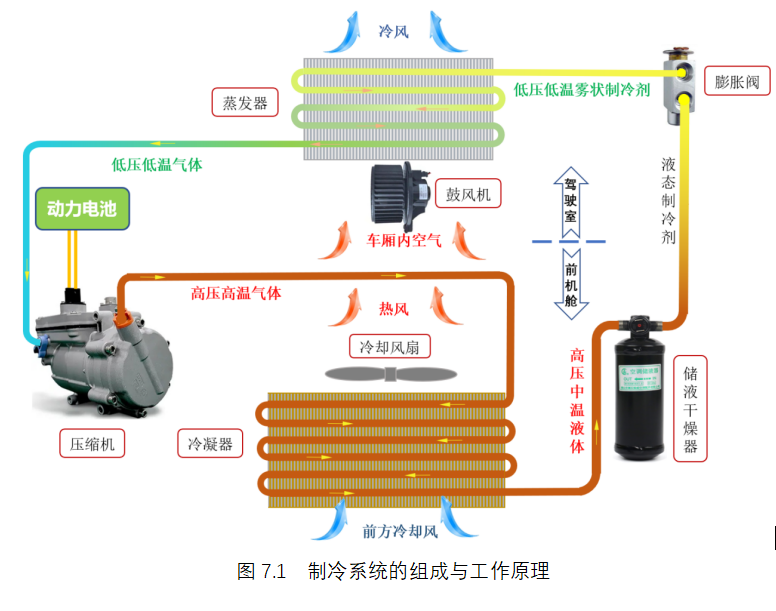 冷风
蒸发器
低压低温雾状制冷剂
膨胀阀
低压低温气体
鼓风机
液态制冷剂
驾驶室
动力电池
车厢内空气
前机舱
高压高温气体
热风
冷却风扇
高压中温液体
储液干燥器
压缩机
冷凝器
前方冷却风
图 7.1 制冷系统的组成与工作原理